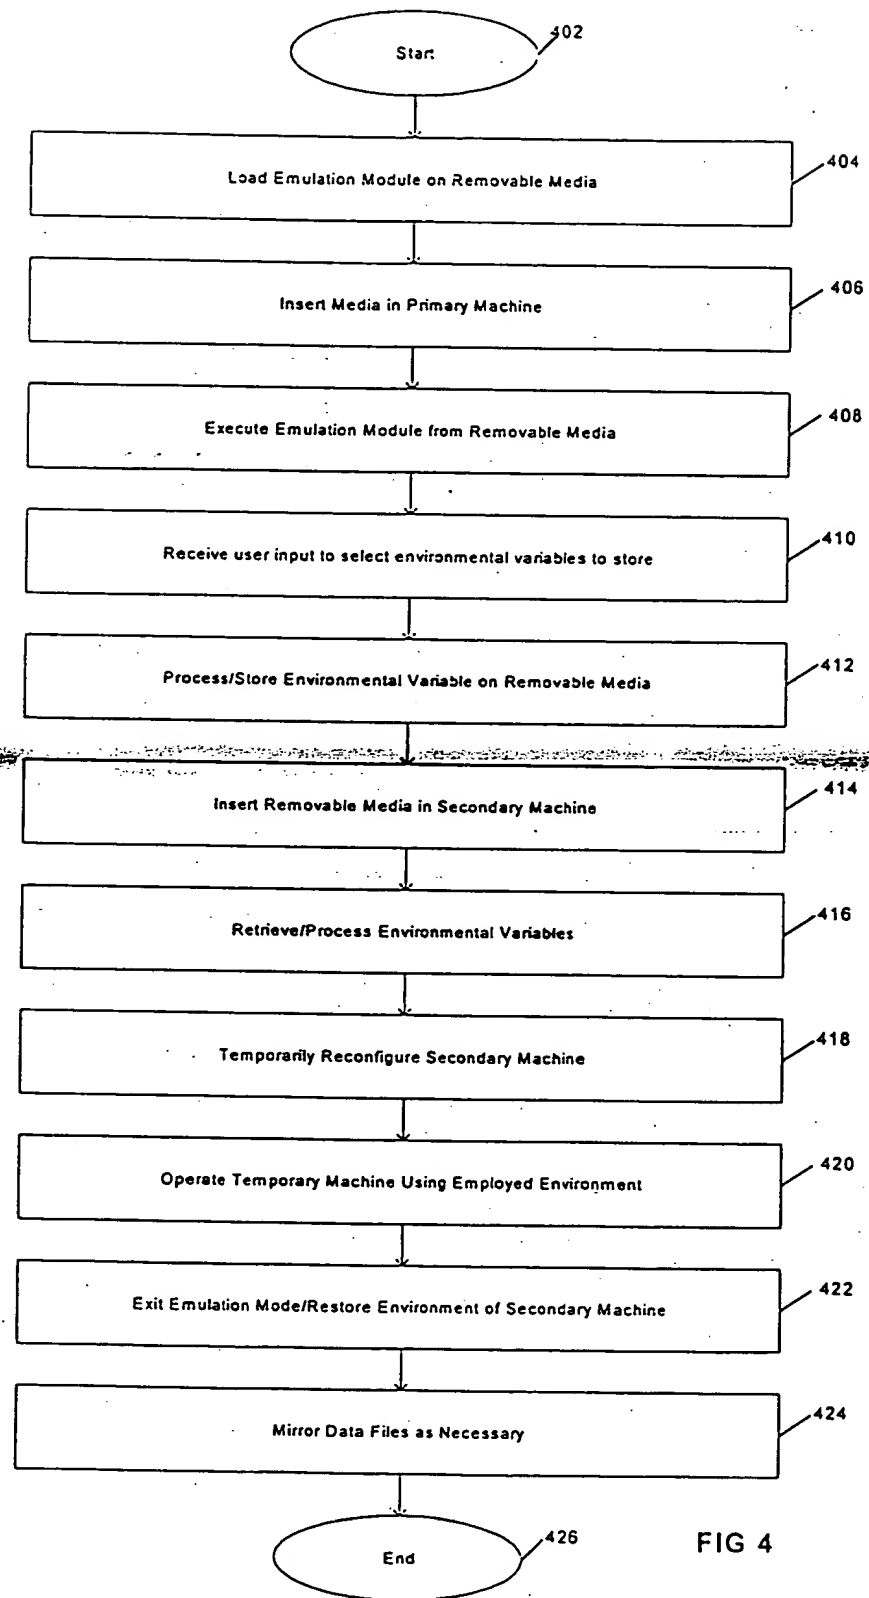 Start
402
Load Emulation Module on Removable Media
404
Insert Media in Primary Machine
406
Execute Emulation Module from Removable Media
408
Receive user input to select environmental variables to store
410
Process/Store Environmental Variable on Removable Media
412
Insert Removable Media in Secondary Machine
414
Retrieve/Process Environmental Variables
416
Temporarily Reconfigure Secondary Machine
418
Operate Temporary Machine Using Employed Environment
420
Exit Emulation Mode/Restore Environment of Secondary Machine
422
Mirror Data Files as Necessary
424
End
426
FIG 4